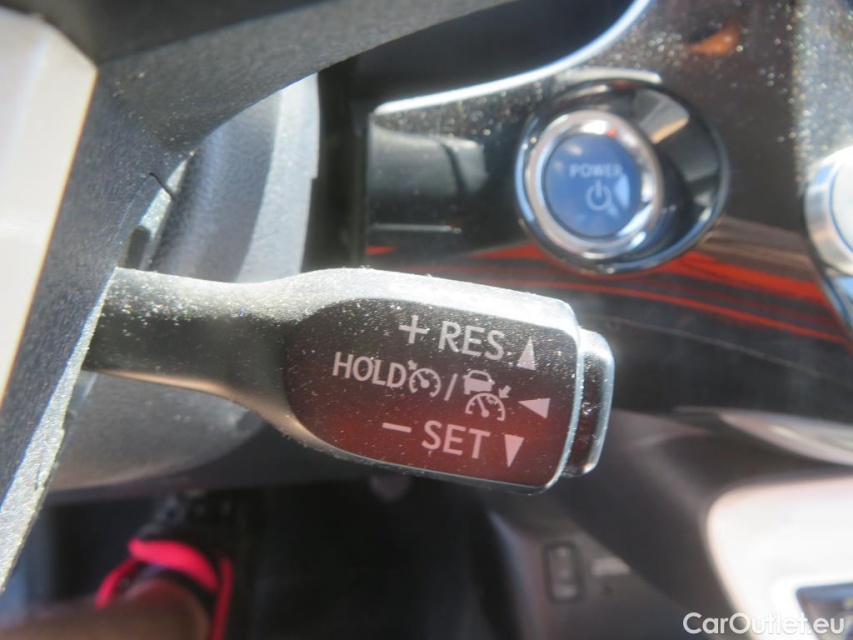 POWER
+ RES
HOLD /
- SET
CarOutlet.eu